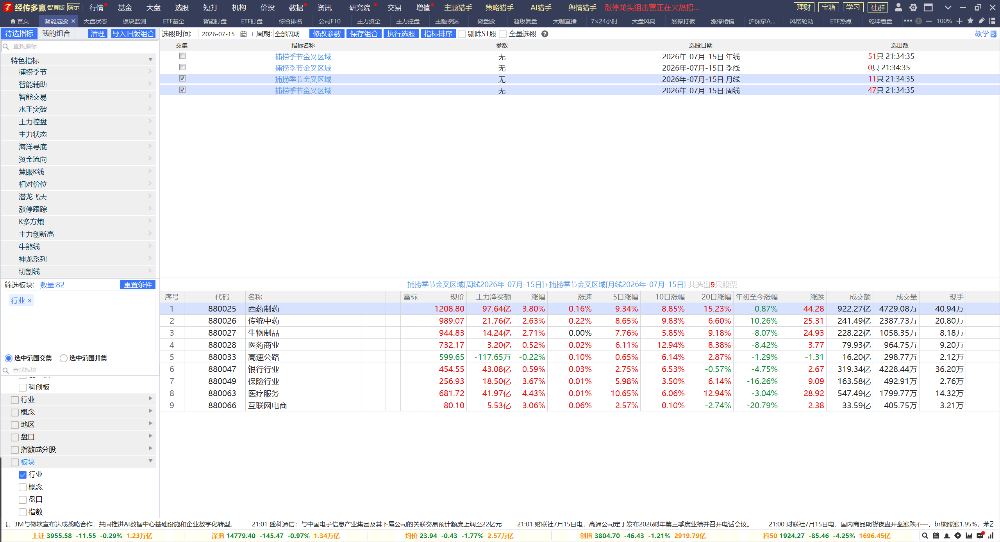 经传多赢 智尊版 演示 行情 基金 大盘 选股 短打 机构 价投 数据 资讯 研究院 交易 增值 主题猎手 策略猎手 AI猎手 舆情猎手 涨停龙头狙击营正在火热招... 理财 宝箱 学习 社群
首页 智能选股 大盘状态 板块监测 ETF基金 智能盯盘 ETF盯盘 综合排名 公司F10 主力资金 主力控盘 主题挖掘 微盘股 超级复盘 大咖直播 7×24小时 大盘风向 涨停打板 涨停棱镜 沪深京A... 风格轮动 ETF热点 乾坤看盘 100%
待选指标 我的组合 清理 导入旧版组合 选股时间: - 2026-07-15 + 周期: 全部周期 修改参数 保存组合 执行选股 指标排序 剔除ST股 全量选股 教学
查找指标
交集 指标名称 参数 选股日期 选出数
捕捞季节金叉区域 无 2026年-07月-15日 年线 51只 21:34:35
捕捞季节金叉区域 无 2026年-07月-15日 季线 0只 21:34:35
捕捞季节金叉区域 无 2026年-07月-15日 月线 11只 21:34:35
捕捞季节金叉区域 无 2026年-07月-15日 周线 47只 21:34:35
特色指标
捕捞季节
智能辅助
智能交易
水手突破
主力控盘
主力状态
海洋寻底
资金流向
慧眼K线
相对价位
潜龙飞天
涨停跟踪
K多方炮
主力创新高
牛熊线
神龙系列
切割线
筛选板块: 数量:82 重置条件
行业 ×
选中范围交集 选中范围并集
查找板块
科创板
行业
概念
地区
盘口
指数成分股
板块
行业
概念
盘口
指数
捕捞季节金叉区域[周线2026年-07月-15日]+捕捞季节金叉区域[月线2026年-07月-15日] 共选出9只股票
序号 代码 名称 雷标 现价 主力净买额 涨幅 涨速 5日涨幅 10日涨幅 20日涨幅 年初至今涨幅 涨跌 成交额 成交量 现手
1 880025 西药制药 1208.80 97.64亿 3.80% 0.16% 9.34% 8.85% 15.23% -0.87% 44.28 922.27亿 4729.08万 40.94万
2 880026 传统中药 989.07 21.76亿 2.63% 0.22% 8.65% 9.83% 6.60% -10.26% 25.31 241.49亿 2387.73万 20.80万
3 880027 生物制品 944.83 14.24亿 2.71% 0.00% 7.76% 5.85% 9.18% -8.07% 24.93 228.22亿 1058.35万 8.18万
4 880028 医药商业 732.17 3.20亿 0.52% 0.02% 6.11% 12.94% 8.38% -8.42% 3.77 79.93亿 964.75万 9.20万
5 880033 高速公路 599.65 -117.65万 -0.22% 0.10% 0.65% 6.14% 2.87% -1.29% -1.31 16.20亿 298.77万 2.12万
6 880047 银行行业 454.55 43.08亿 0.59% 0.03% 2.75% 6.53% -0.57% -4.75% 2.67 319.34亿 4228.44万 36.20万
7 880049 保险行业 256.93 18.50亿 3.67% 0.01% 5.98% 3.50% 6.14% -16.26% 9.09 163.58亿 492.91万 2.76万
8 880063 医疗服务 681.72 41.97亿 4.43% 0.01% 10.65% 6.06% 12.94% -3.04% 28.92 547.49亿 1799.77万 14.32万
9 880066 互联网电商 80.10 5.53亿 3.06% 0.06% 2.57% 0.10% -2.74% -20.79% 2.38 33.59亿 405.75万 3.21万
，3M与微软宣布达成战略合作，共同推进AI数据中心基础设施和企业数字化转型。 21:01 盛科通信：与中国电子信息产业集团及其下属公司的关联交易预计额度上调至22亿元 21:01 财联社7月15日电，高通公司定于发布2026财年第三季度业绩并召开电话会议。 21:00 财联社7月15日电，国内商品期货夜盘开盘涨跌不一，br橡胶涨1.95%，苯乙
上证 3955.58 -11.55 -0.29% 1.23万亿 深指 14779.40 -145.47 -0.97% 1.34万亿 均价 23.94 -0.43 -1.77% 2.57万亿 创指 3804.70 -46.43 -1.21% 2919.79亿 科50 1924.27 -85.46 -4.25% 1696.45亿